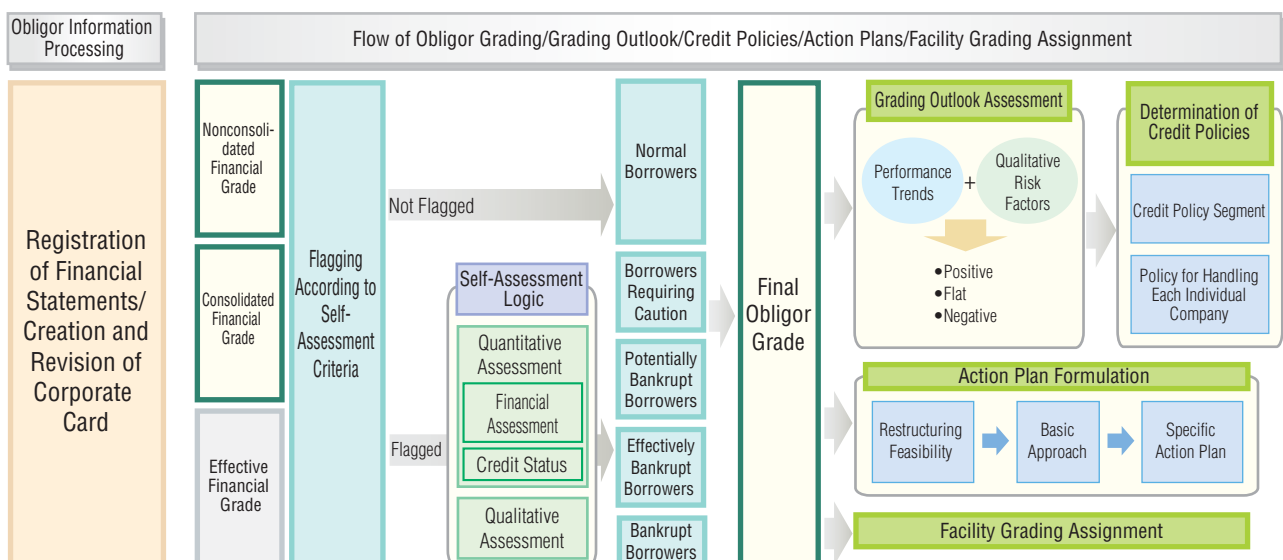 Obligor Information
Processing
Flow of Obligor Grading/Grading Outlook/Credit Policies/Action Plans/Facility Grading Assignment
Registration
of Financial
Statements/
Creation and
Revision of
Corporate
Card
Nonconsoli-
dated
Financial
Grade
Consolidated
Financial
Grade
Effective
Financial
Grade
Flagging
According to
Self-
Assessment
Criteria
Not Flagged
Flagged
Self-Assessment
Logic
Quantitative
Assessment
Financial
Assessment
Credit Status
Qualitative
Assessment
Normal
Borrowers
Borrowers
Requiring
Caution
Potentially
Bankrupt
Borrowers
Effectively
Bankrupt
Borrowers
Bankrupt
Borrowers
Final
Obligor
Grade
Grading Outlook Assessment
Performance
Trends
+
Qualitative
Risk
Factors
●Positive
●Flat
●Negative
Determination of
Credit Policies
Credit Policy Segment
Policy for Handling
Each Individual
Company
Action Plan Formulation
Restructuring
Feasibility
Basic
Approach
Specific
Action Plan
Facility Grading Assignment